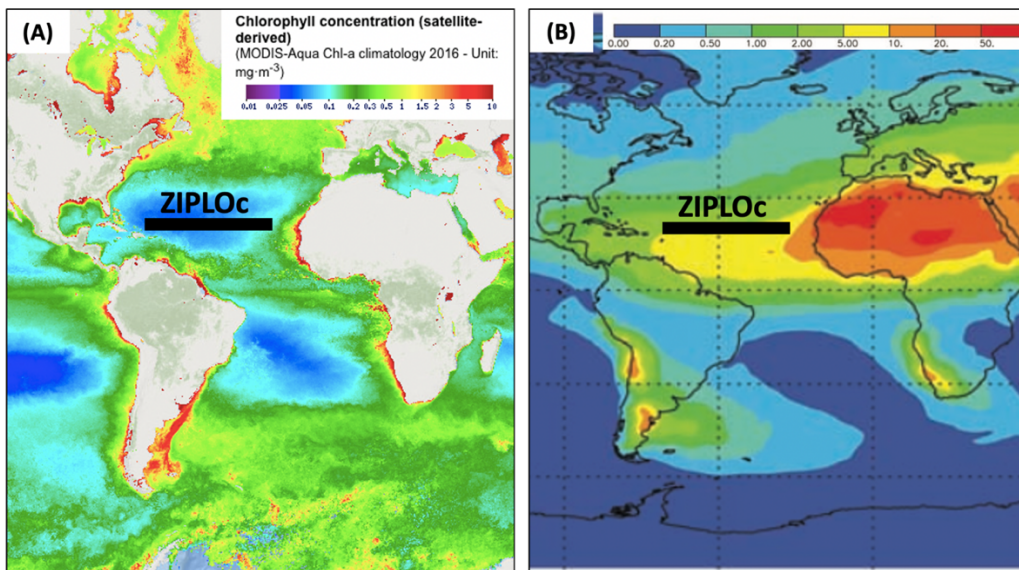 (A)
Chlorophyll concentration (satellite-
derived)
(MODIS-Aqua Chl-a climatology 2016 - Unit:
mg·m⁻³)
0.01 0.025 0.05 0.1 0.2 0.3 0.5 1 1.5 2 3 5 10
ZIPLOc
(B)
0.00 0.20 0.50 1.00 2.00 5.00 10. 20. 50.
ZIPLOc